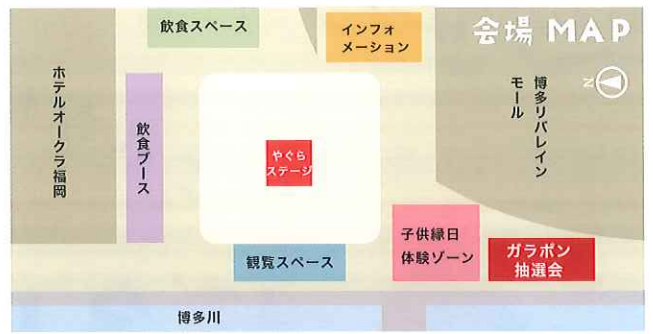 会場 MAP
飲食スペース
インフォ
メーション
N
ホテルオークラ福岡
飲食ブース
やぐら
ステージ
博多リバレイン
モール
観覧スペース
子供縁日
体験ゾーン
ガラポン
抽選会
博多川